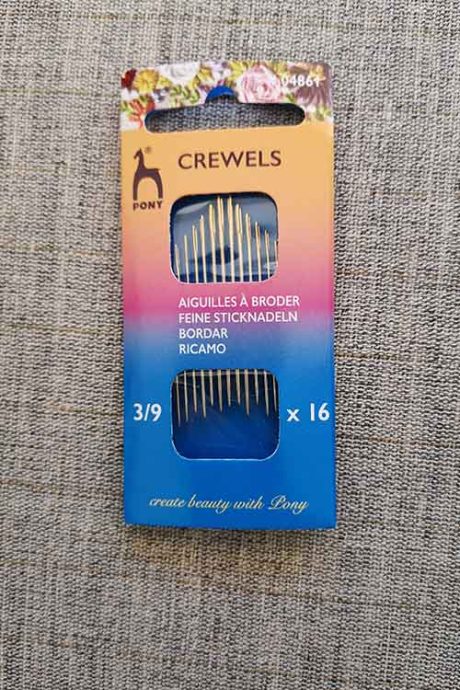 04861
®
PONY
CREWELS
AIGUILLES À BRODER
FEINE STICKNADELN
BORDAR
RICAMO
3/9 x 16
create beauty with Pony